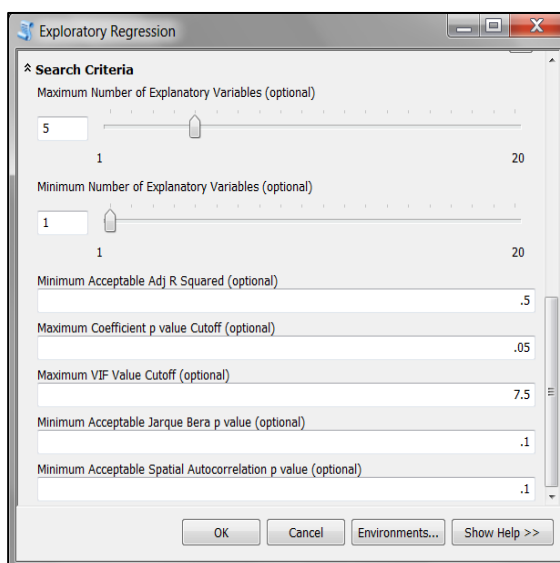 Exploratory Regression
Search Criteria
Maximum Number of Explanatory Variables (optional)
5
1 20
Minimum Number of Explanatory Variables (optional)
1
1 20
Minimum Acceptable Adj R Squared (optional)
.5
Maximum Coefficient p value Cutoff (optional)
.05
Maximum VIF Value Cutoff (optional)
7.5
Minimum Acceptable Jarque Bera p value (optional)
.1
Minimum Acceptable Spatial Autocorrelation p value (optional)
.1
OK Cancel Environments... Show Help >>